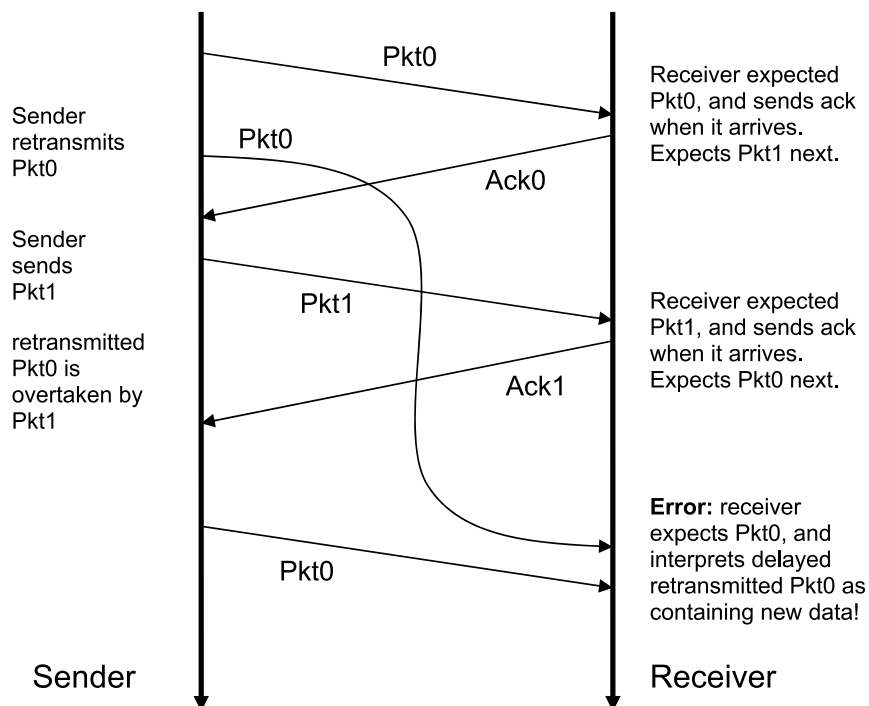 Pkt0
Receiver expected
Pkt0, and sends ack
when it arrives.
Expects Pkt1 next.
Sender
retransmits
Pkt0
Pkt0
Ack0
Sender
sends
Pkt1
Pkt1
Receiver expected
Pkt1, and sends ack
when it arrives.
Expects Pkt0 next.
retransmitted
Pkt0 is
overtaken by
Pkt1
Ack1
Error: receiver
expects Pkt0, and
interprets delayed
retransmitted Pkt0 as
containing new data!
Pkt0
Sender
Receiver